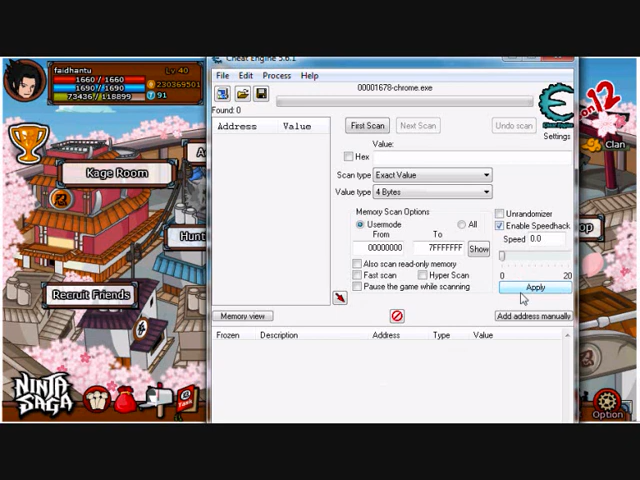 Cheat Engine 5.6.1
faidhantu
Lv 40
1660 / 1660
1690 / 1690
73436 / 118899
230369501
91
File Edit Process Help
00001678-chrome.exe
Found: 0
Address Value
First Scan Next Scan Undo scan
Cheat Engine
Settings
Value:
Hex
Scan type Exact Value
Value type 4 Bytes
Memory Scan Options
Usermode All
From To
00000000 7FFFFFFF Show
Also scan read-only memory
Fast scan Hyper Scan
Pause the game while scanning
Unrandomizer
Enable Speedhack
Speed 0.0
0 20
Apply
Memory view
Add address manually
Frozen Description Address Type Value
12
Clan
Kage Room
Hunt
Recruit Friends
NINJA
SAGA
Task
Option